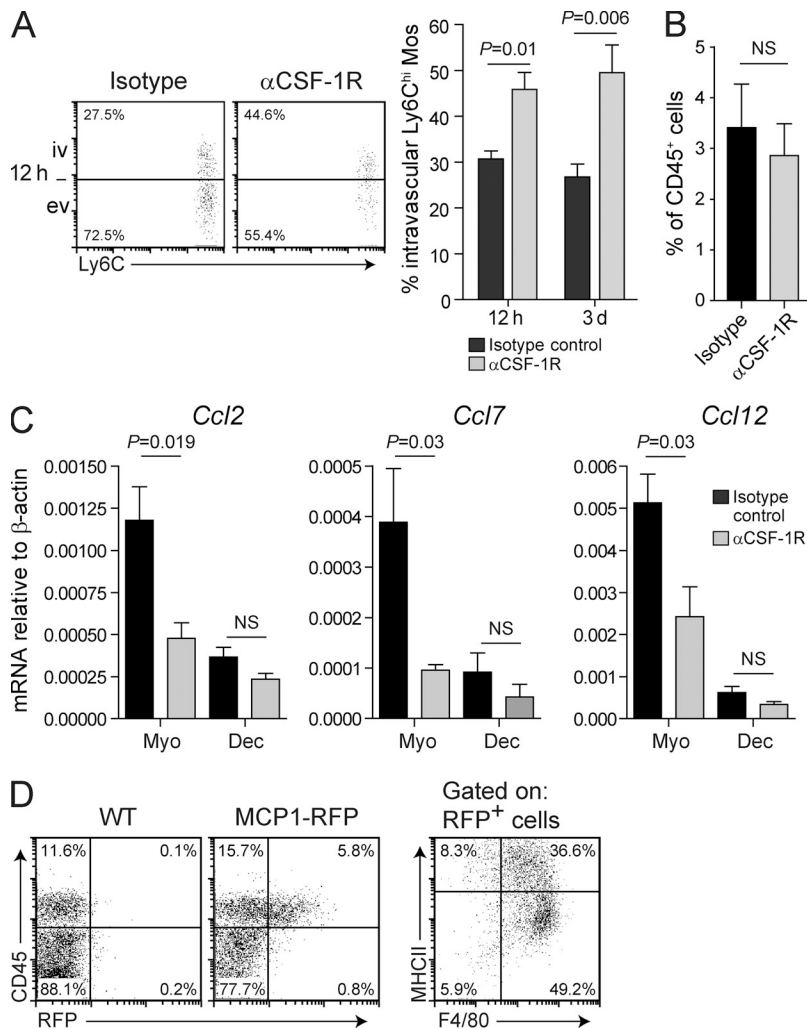 A
Isotype
αCSF-1R
27.5%
44.6%
iv
12 h
ev
72.5%
55.4%
Ly6C
% intravascular Ly6Chi Mos
P=0.01
P=0.006
70
60
50
40
30
20
10
0
12 h
3 d
Isotype control
αCSF-1R
B
% of CD45+ cells
NS
5
4
3
2
1
0
Isotype
αCSF-1R
C
mRNA relative to β-actin
Ccl2
P=0.019
0.00150
0.00125
0.00100
0.00075
0.00050
0.00025
0.00000
NS
Myo
Dec
Ccl7
P=0.03
0.0005
0.0004
0.0003
0.0002
0.0001
0.0000
NS
Myo
Dec
Ccl12
P=0.03
0.006
0.005
0.004
0.003
0.002
0.001
0.000
NS
Myo
Dec
Isotype
control
αCSF-1R
D
WT
MCP1-RFP
Gated on:
RFP+ cells
11.6%
0.1%
15.7%
5.8%
8.3%
36.6%
CD45
MHCII
88.1%
0.2%
77.7%
0.8%
5.9%
49.2%
RFP
F4/80